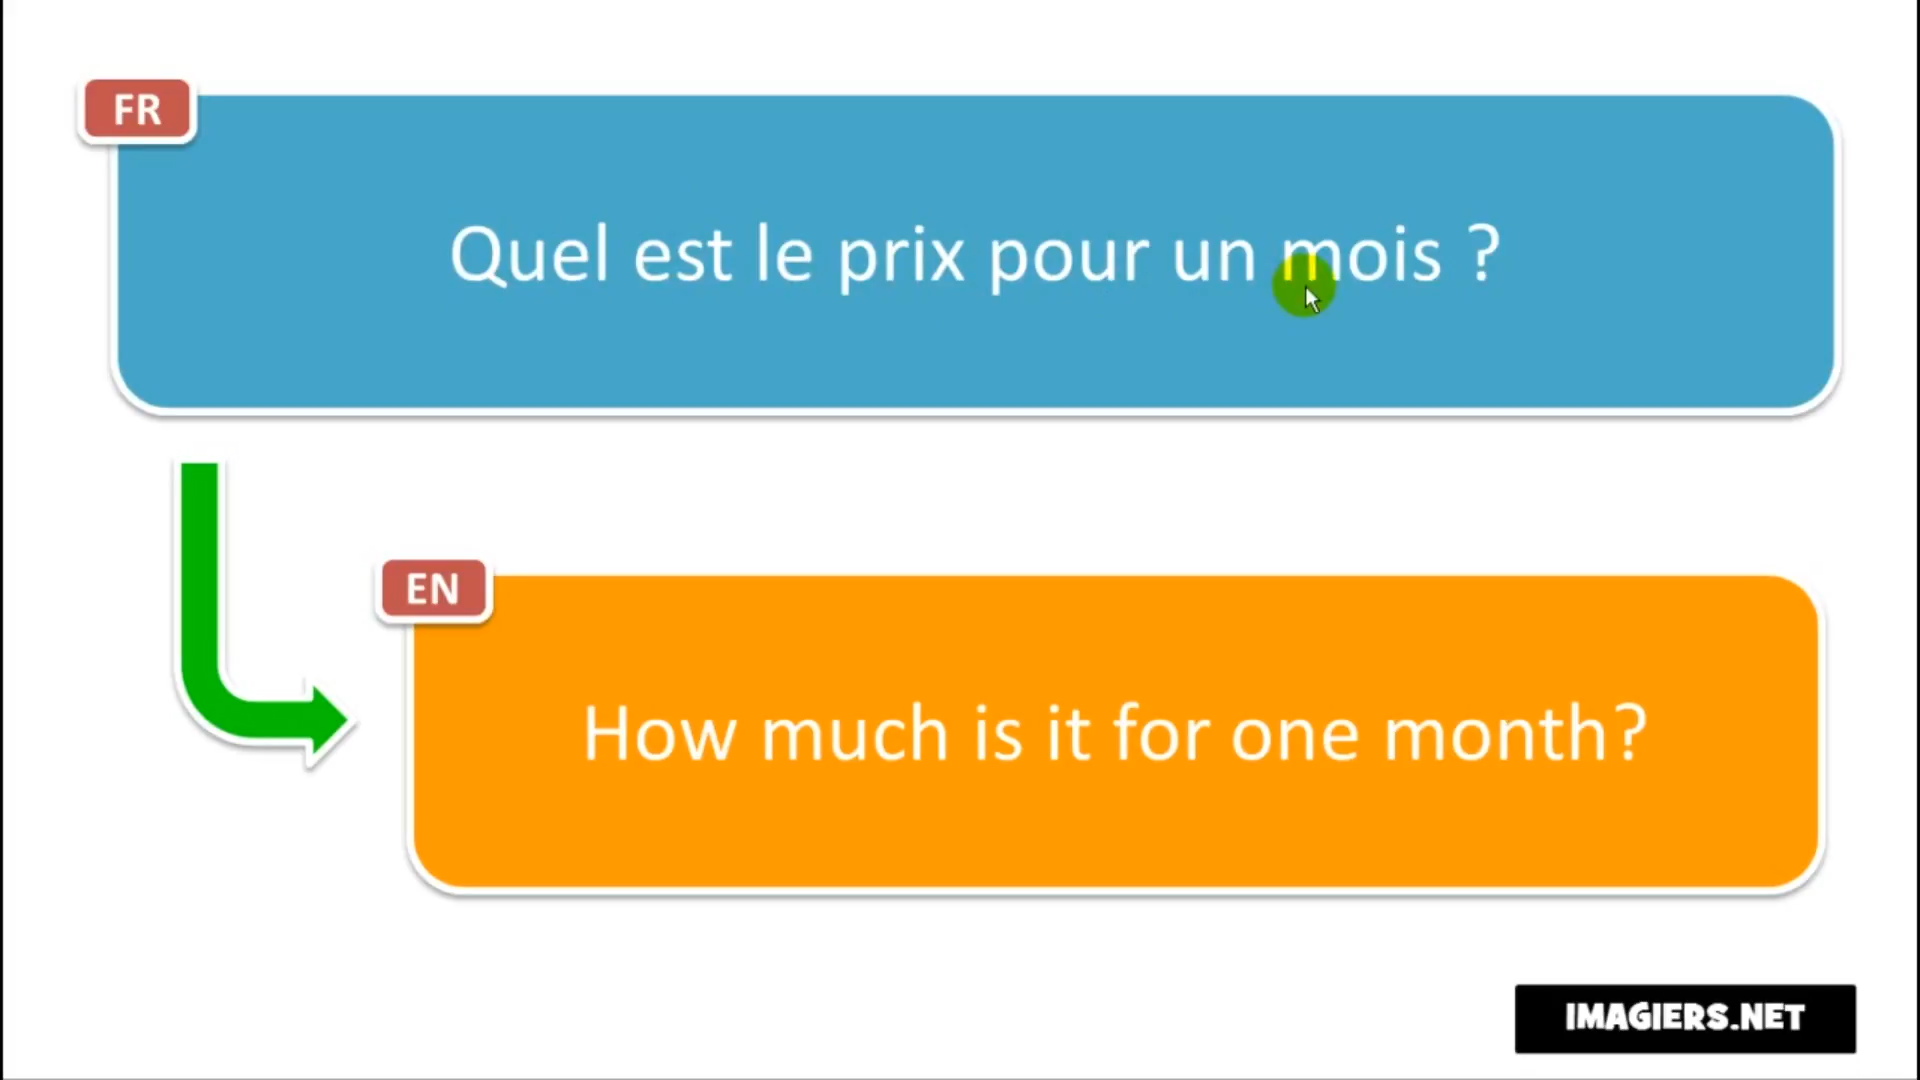 FR
Quel est le prix pour un mois ?
EN
How much is it for one month?
IMAGIERS.NET